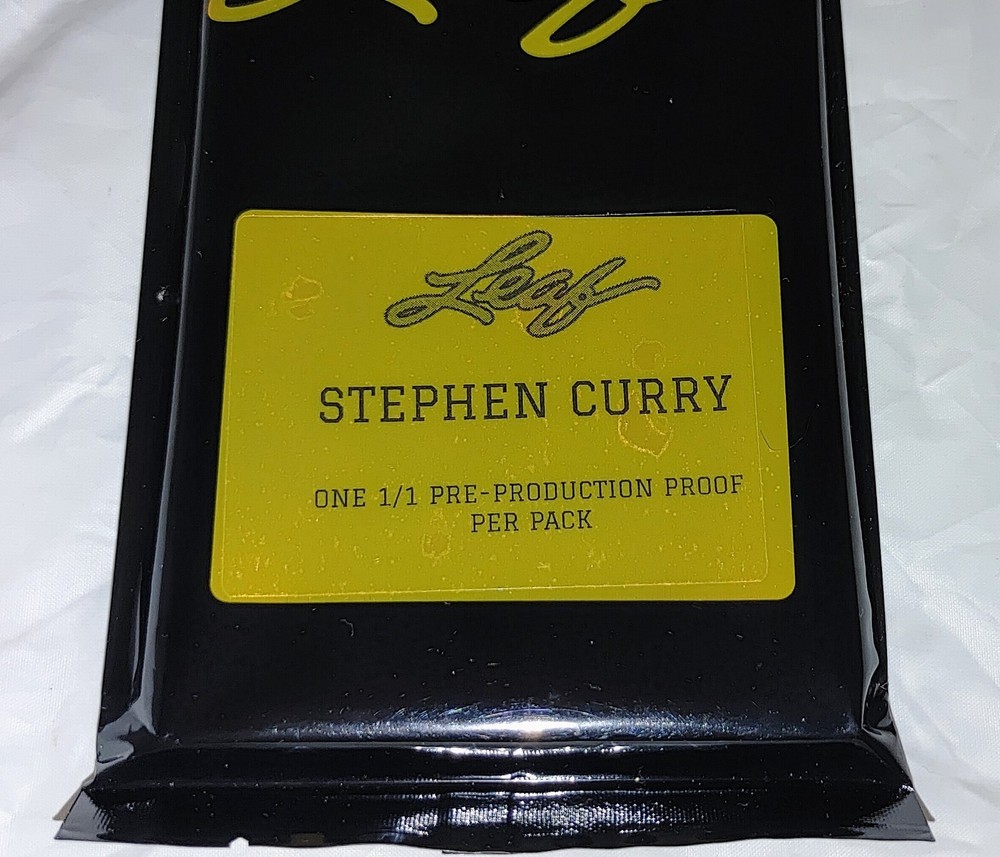 Leaf
STEPHEN CURRY
ONE 1/1 PRE-PRODUCTION PROOF
PER PACK